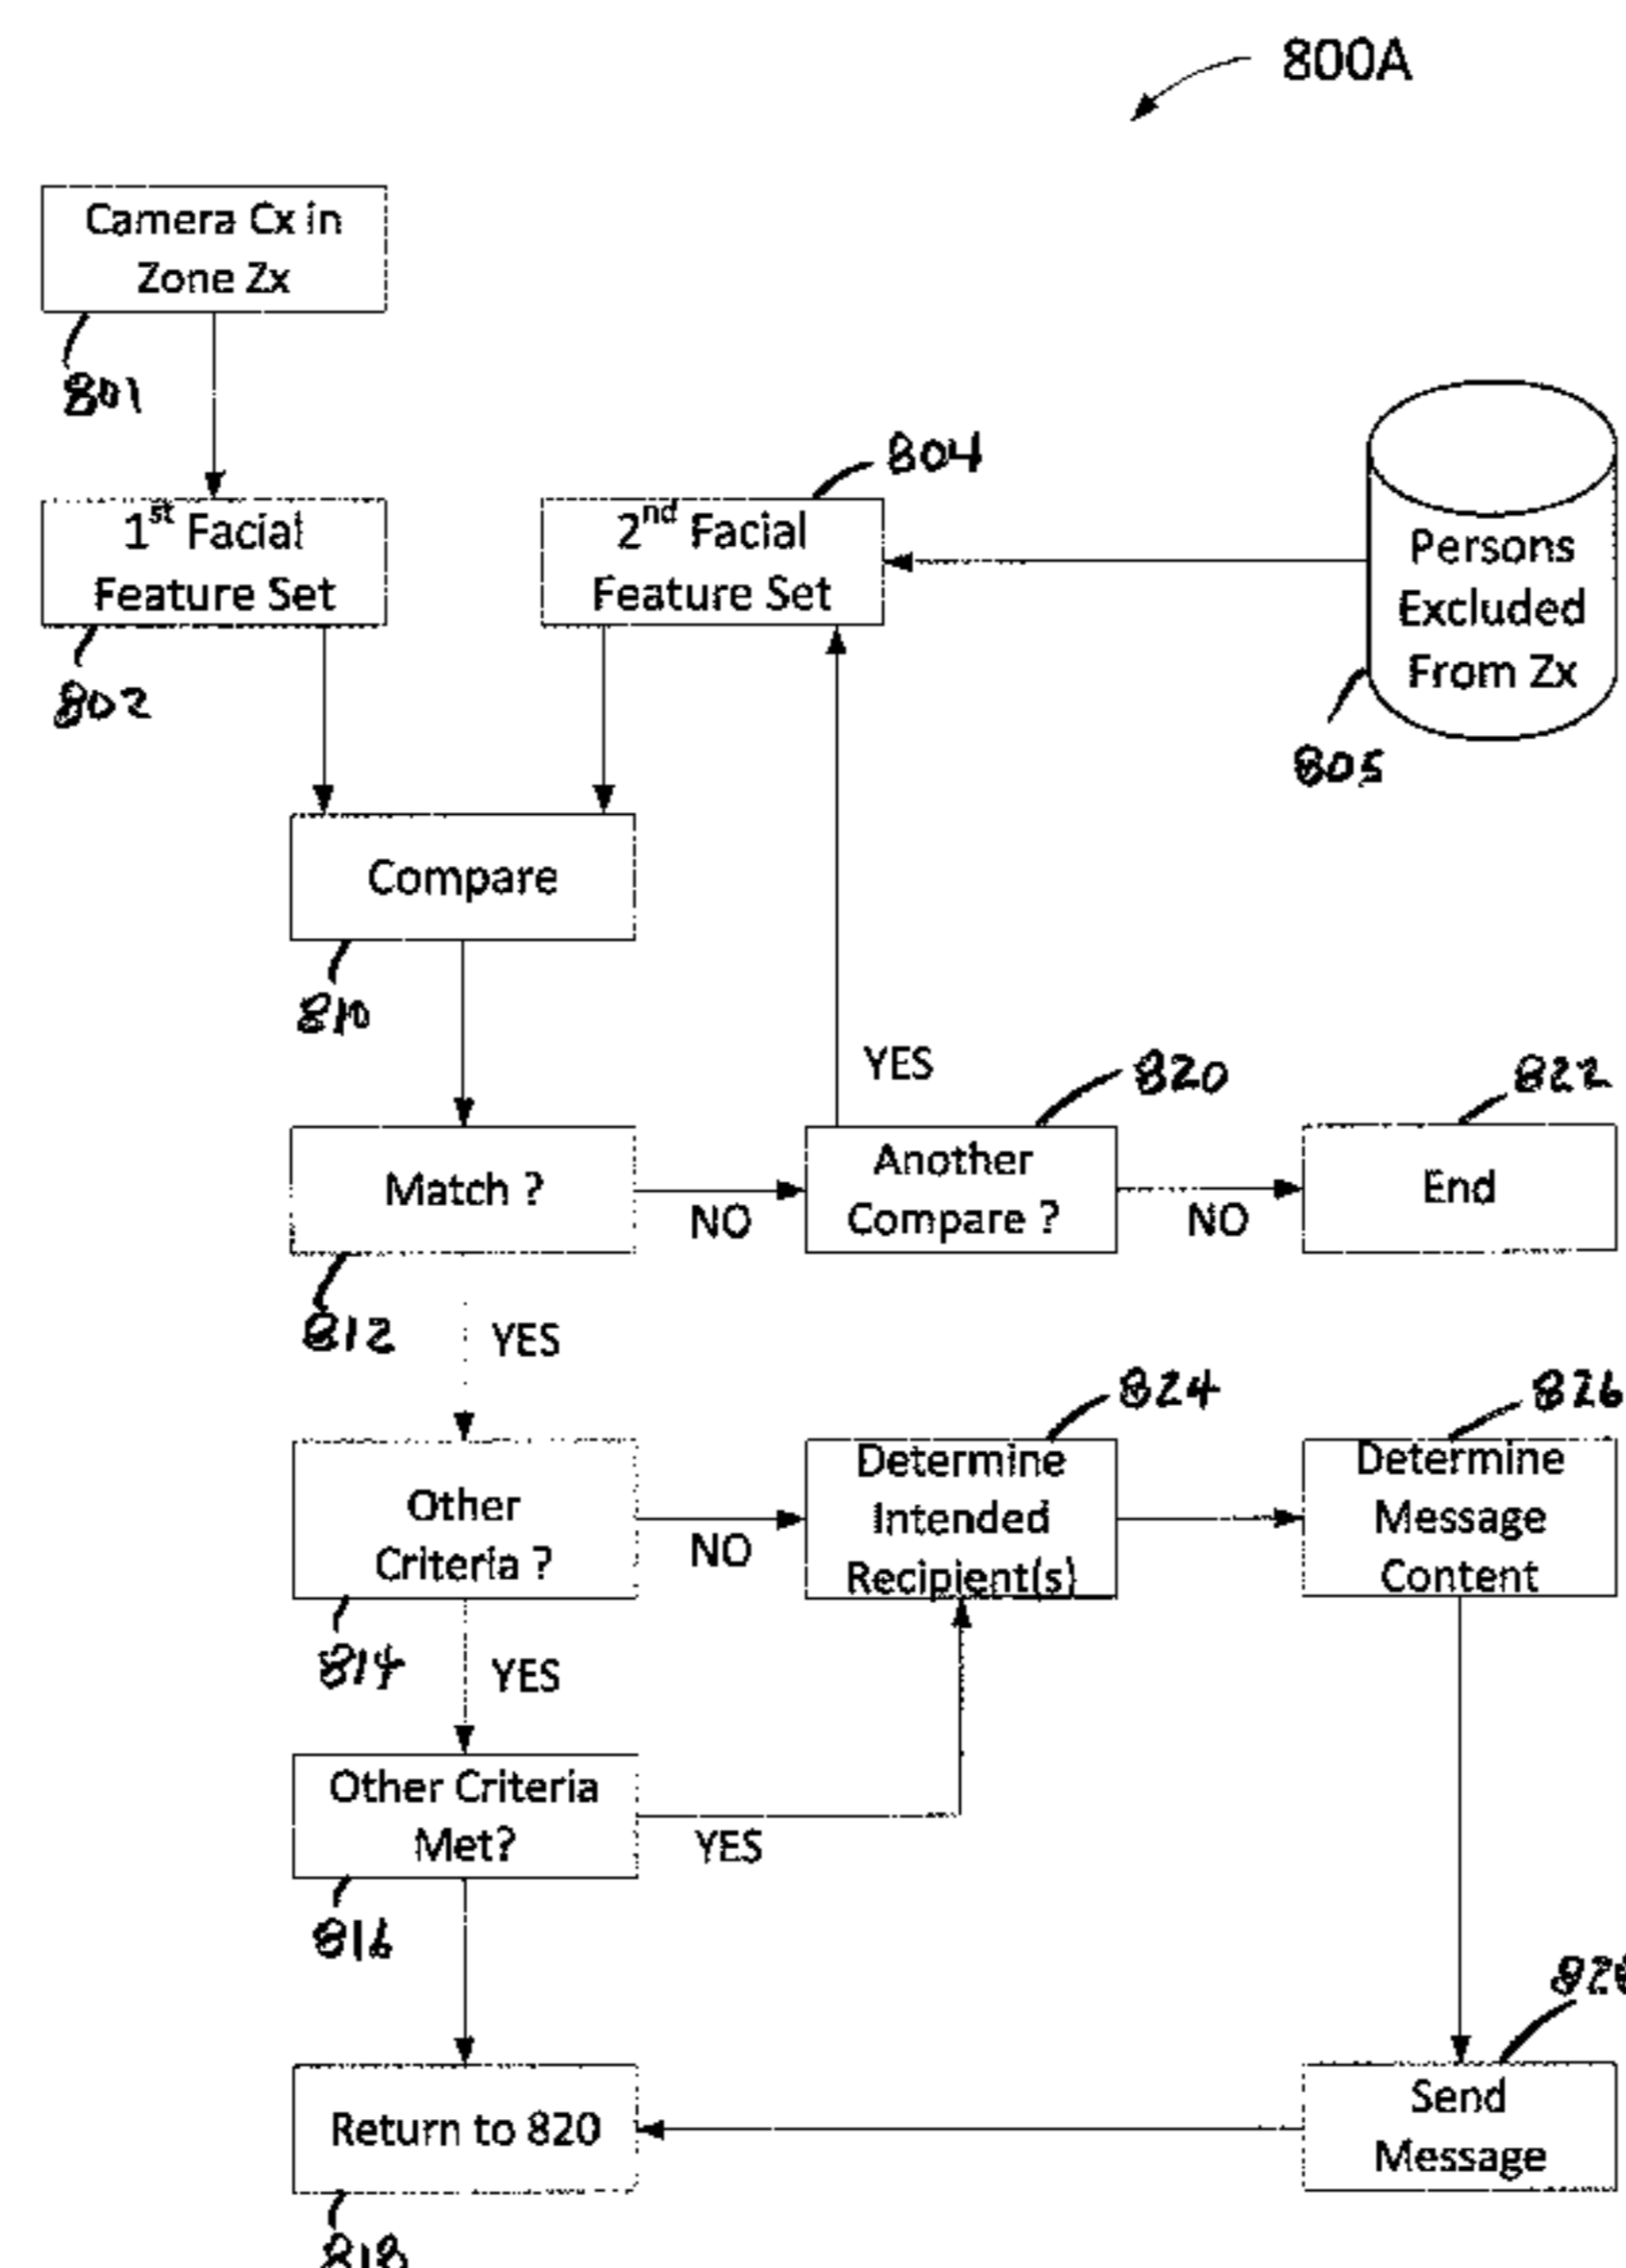 800A
Camera Cx in
Zone Zx
801
804
1st Facial
Feature Set
2nd Facial
Feature Set
Persons
Excluded
From Zx
802
805
Compare
810
YES
820
822
Match ?
NO
Another
Compare ?
NO
End
812
YES
824
826
Other
Criteria ?
NO
Determine
Intended
Recipient(s)
Determine
Message
Content
814
YES
Other Criteria
Met?
YES
816
Return to 820
Send
Message
818